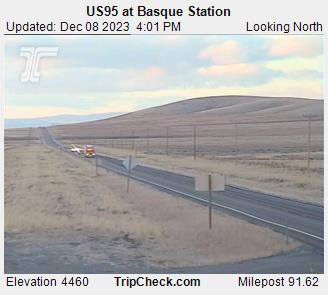 US95 at Basque Station
Updated: Dec 08 2023 4:01 PM Looking North
Elevation 4460 TripCheck.com Milepost 91.62